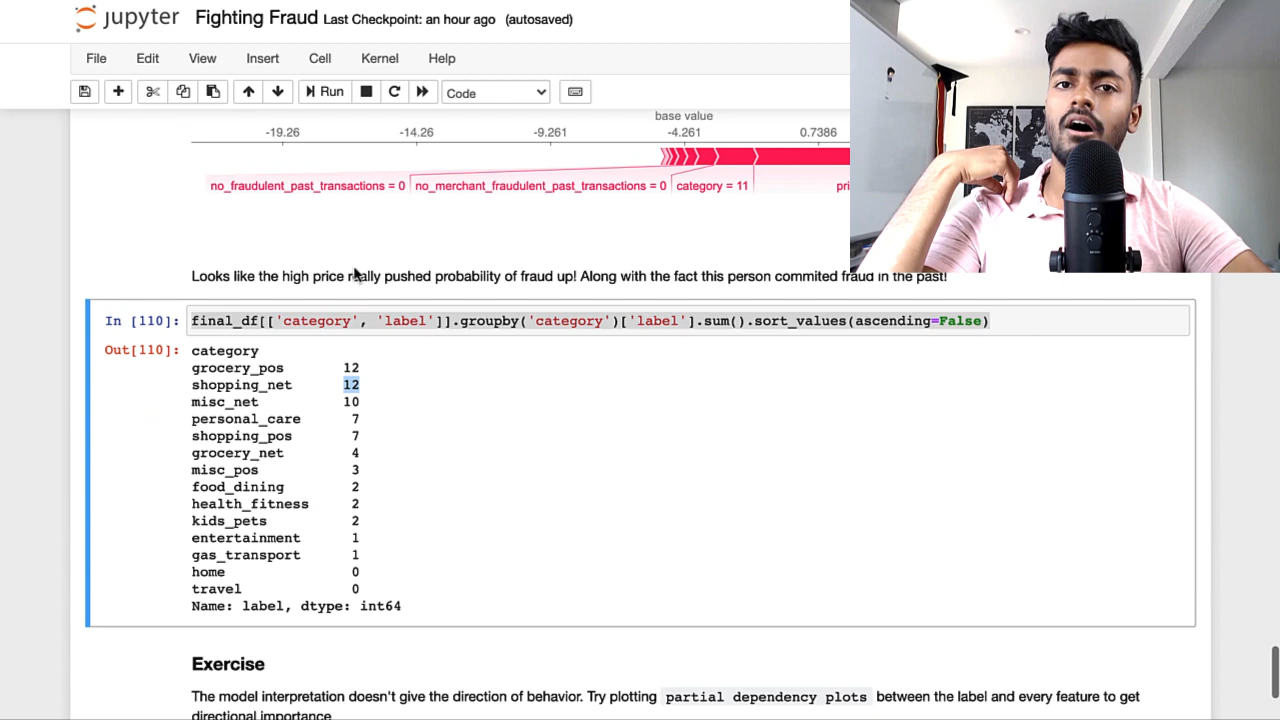 jupyter Fighting Fraud Last Checkpoint: an hour ago (autosaved)
File Edit View Insert Cell Kernel Help
Run Code
base value
-19.26 -14.26 -9.261 -4.261 0.7386
no_fraudulent_past_transactions = 0 no_merchant_fraudulent_past_transactions = 0 category = 11 pri
Looks like the high price really pushed probability of fraud up! Along with the fact this person commited fraud in the past!
In [110]: final_df[['category', 'label']].groupby('category')['label'].sum().sort_values(ascending=False)
Out[110]: category
grocery_pos 12
shopping_net 12
misc_net 10
personal_care 7
shopping_pos 7
grocery_net 4
misc_pos 3
food_dining 2
health_fitness 2
kids_pets 2
entertainment 1
gas_transport 1
home 0
travel 0
Name: label, dtype: int64
Exercise
The model interpretation doesn't give the direction of behavior. Try plotting partial dependency plots between the label and every feature to get
directional importance